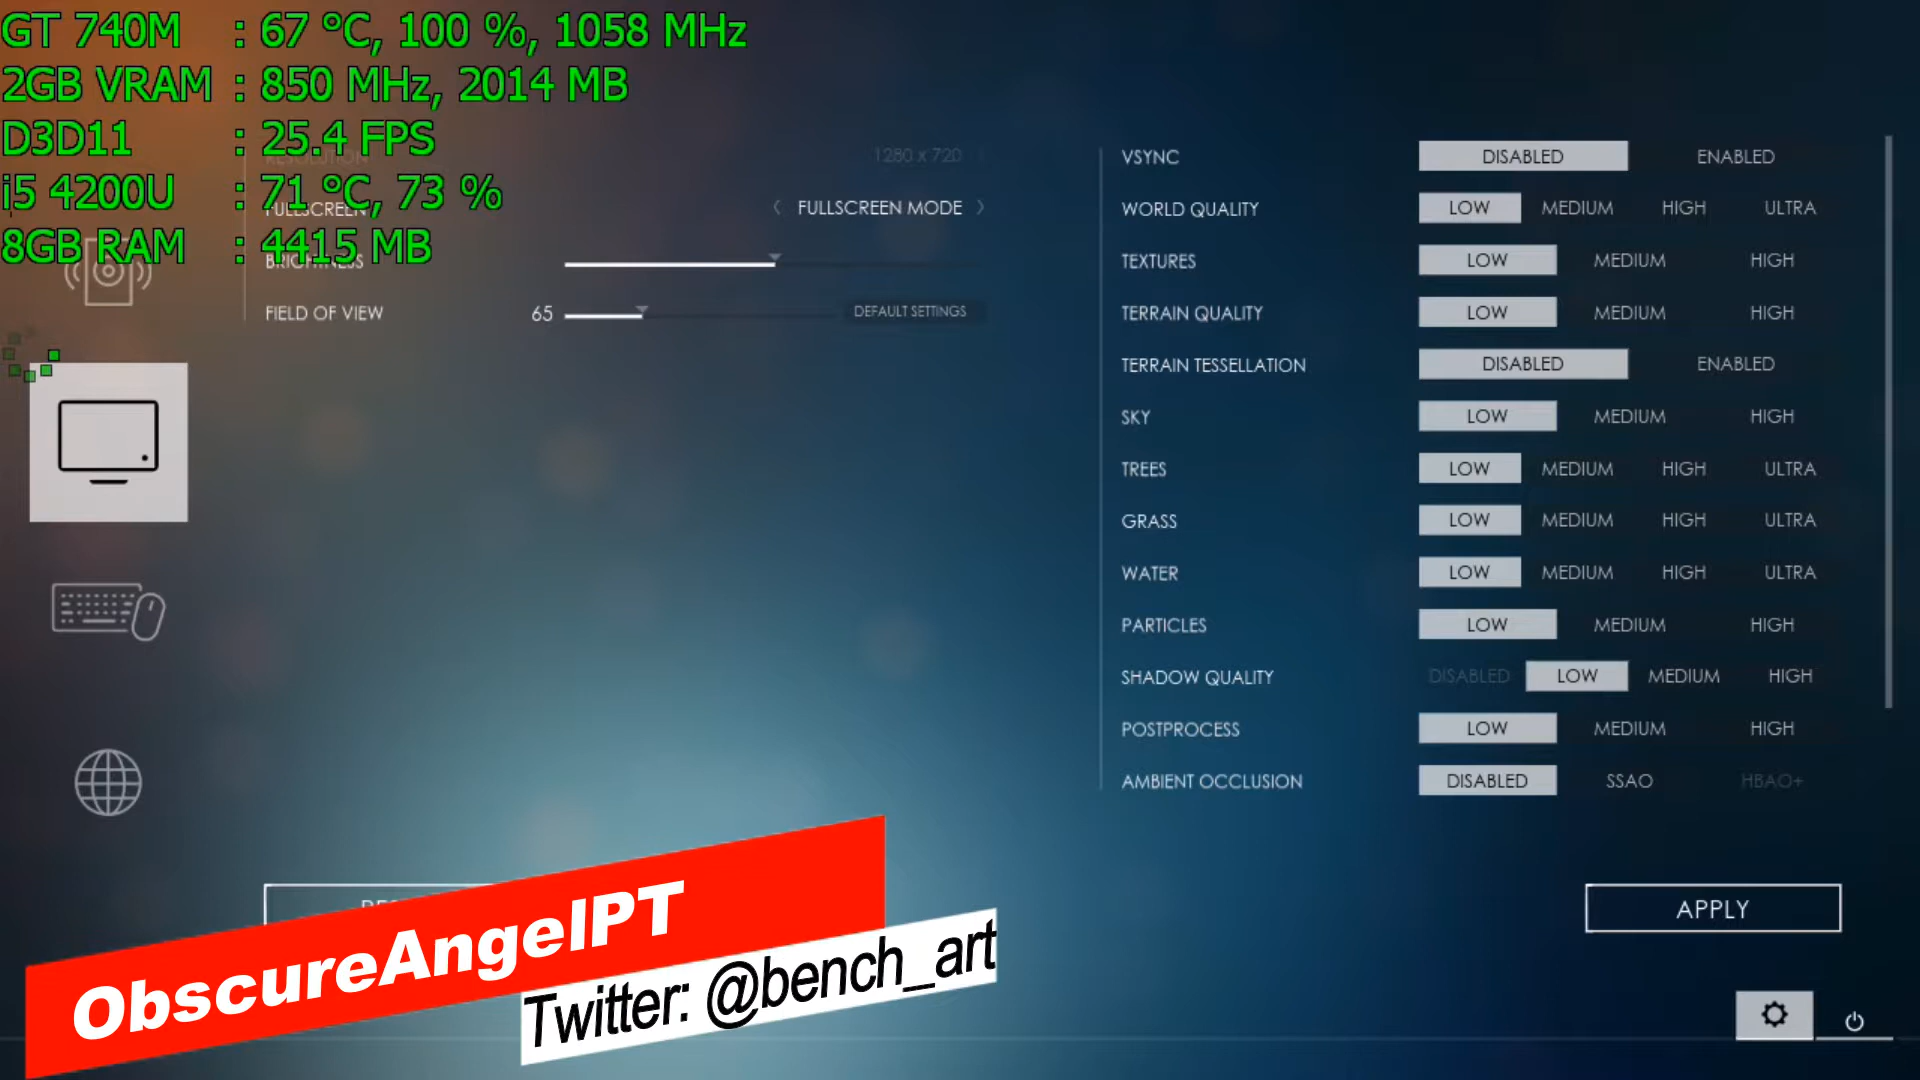 GT 740M : 67 °C, 100 %, 1058 MHz
2GB VRAM : 850 MHz, 2014 MB
D3D11 : 25.4 FPS
i5 4200U : 71 °C, 73 %
8GB RAM : 4415 MB
RESOLUTION 1280 x 720
FULLSCREEN FULLSCREEN MODE
BRIGHTNESS
FIELD OF VIEW 65 DEFAULT SETTINGS
VSYNC DISABLED ENABLED
WORLD QUALITY LOW MEDIUM HIGH ULTRA
TEXTURES LOW MEDIUM HIGH
TERRAIN QUALITY LOW MEDIUM HIGH
TERRAIN TESSELLATION DISABLED ENABLED
SKY LOW MEDIUM HIGH
TREES LOW MEDIUM HIGH ULTRA
GRASS LOW MEDIUM HIGH ULTRA
WATER LOW MEDIUM HIGH ULTRA
PARTICLES LOW MEDIUM HIGH
SHADOW QUALITY DISABLED LOW MEDIUM HIGH
POSTPROCESS LOW MEDIUM HIGH
AMBIENT OCCLUSION DISABLED SSAO HBAO+
APPLY
ObscureAngelPT
Twitter: @bench_art